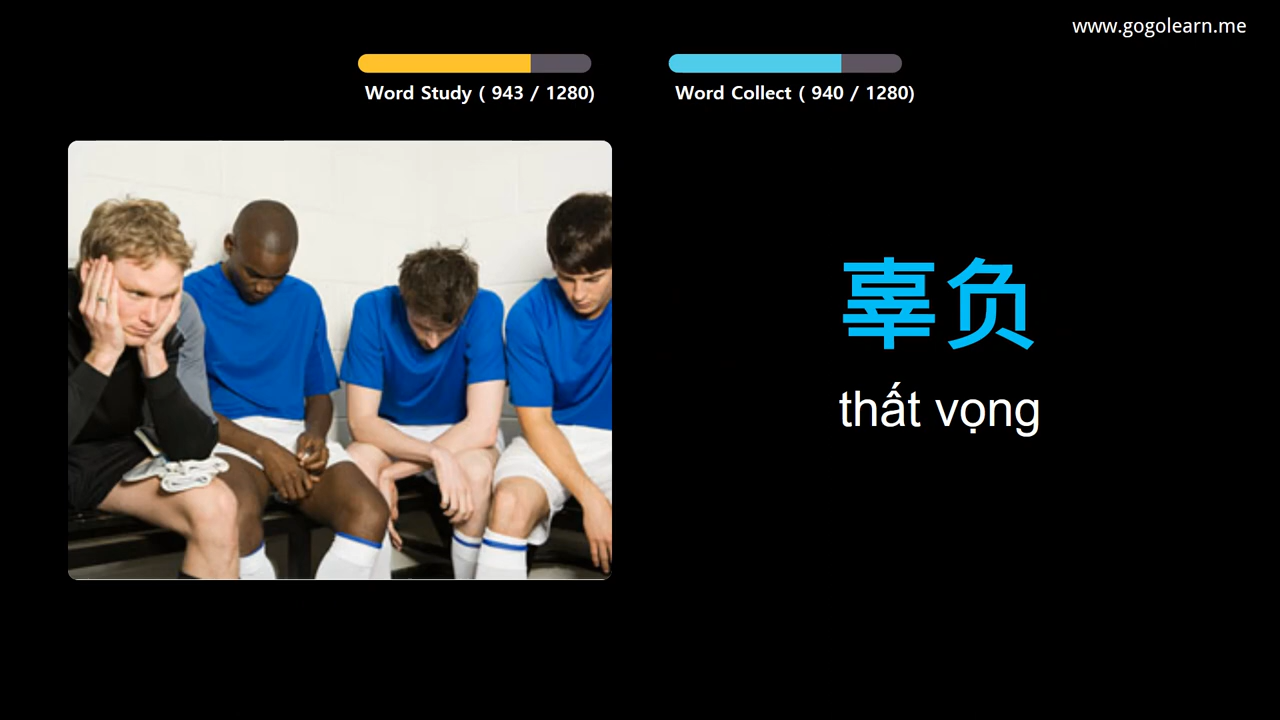 www.gogolearn.me
Word Study ( 943 / 1280)
Word Collect ( 940 / 1280)
辜负
thất vọng